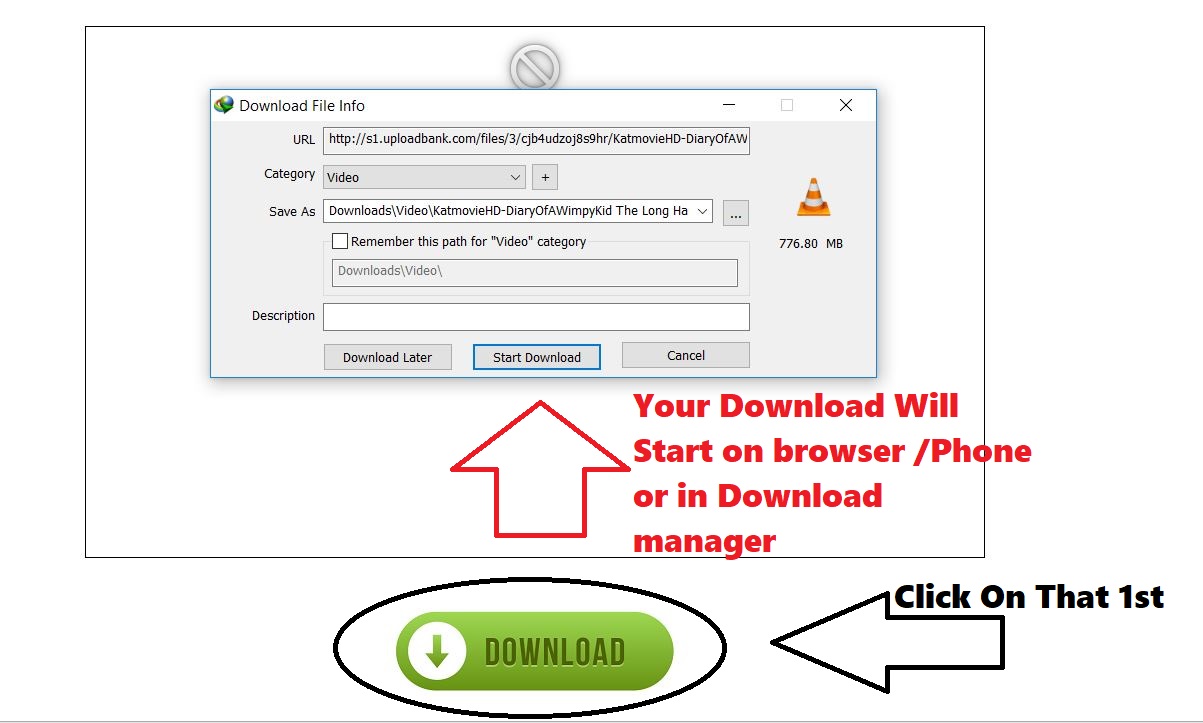 Download File Info
URL http://s1.uploadbank.com/files/3/cjb4udzoj8s9hr/KatmovieHD-DiaryOfAW
Category Video +
Save As Downloads\Video\KatmovieHD-DiaryOfAWimpyKid The Long Ha ...
776.80 MB
Remember this path for "Video" category
Downloads\Video\
Description
Download Later Start Download Cancel
Your Download Will
Start on browser /Phone
or in Download
manager
Click On That 1st
DOWNLOAD